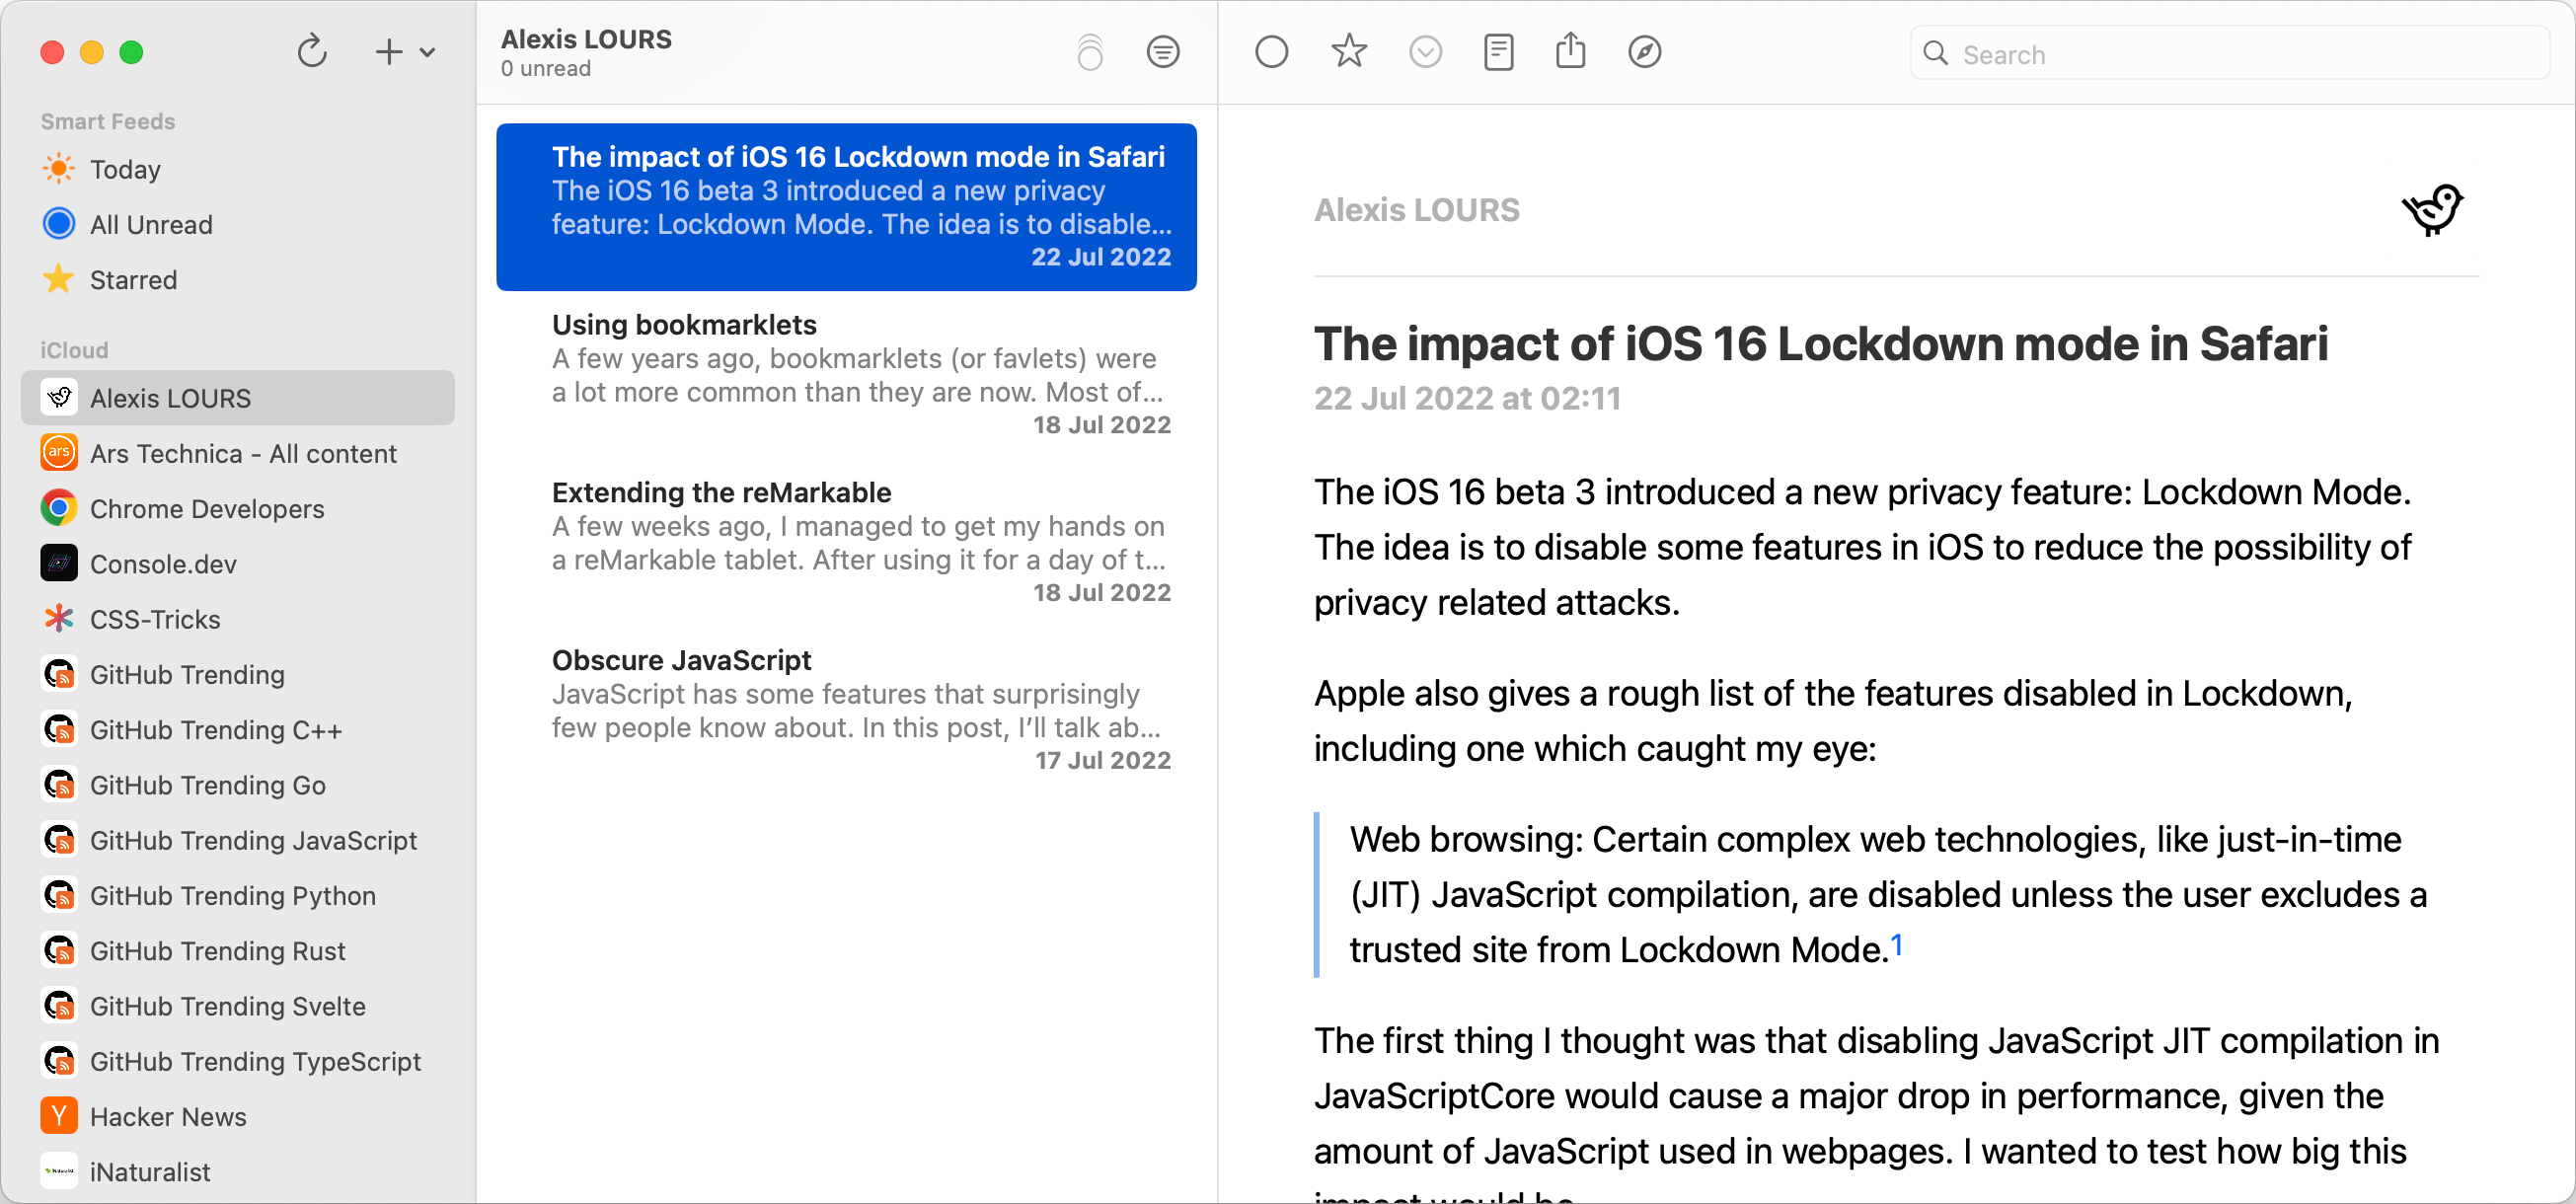 Smart Feeds
Today
All Unread
Starred
iCloud
Alexis LOURS
ars
Ars Technica - All content
Chrome Developers
Console.dev
CSS-Tricks
GitHub Trending
GitHub Trending C++
GitHub Trending Go
GitHub Trending JavaScript
GitHub Trending Python
GitHub Trending Rust
GitHub Trending Svelte
GitHub Trending TypeScript
Y
Hacker News
iNaturalist
Alexis LOURS
0 unread
The impact of iOS 16 Lockdown mode in Safari
The iOS 16 beta 3 introduced a new privacy
feature: Lockdown Mode. The idea is to disable...
22 Jul 2022
Using bookmarklets
A few years ago, bookmarklets (or favlets) were
a lot more common than they are now. Most of...
18 Jul 2022
Extending the reMarkable
A few weeks ago, I managed to get my hands on
a reMarkable tablet. After using it for a day of t...
18 Jul 2022
Obscure JavaScript
JavaScript has some features that surprisingly
few people know about. In this post, I’ll talk ab...
17 Jul 2022
Search
Alexis LOURS
The impact of iOS 16 Lockdown mode in Safari
22 Jul 2022 at 02:11
The iOS 16 beta 3 introduced a new privacy feature: Lockdown Mode.
The idea is to disable some features in iOS to reduce the possibility of
privacy related attacks.
Apple also gives a rough list of the features disabled in Lockdown,
including one which caught my eye:
Web browsing: Certain complex web technologies, like just-in-time
(JIT) JavaScript compilation, are disabled unless the user excludes a
trusted site from Lockdown Mode.1
The first thing I thought was that disabling JavaScript JIT compilation in
JavaScriptCore would cause a major drop in performance, given the
amount of JavaScript used in webpages. I wanted to test how big this
impact would be